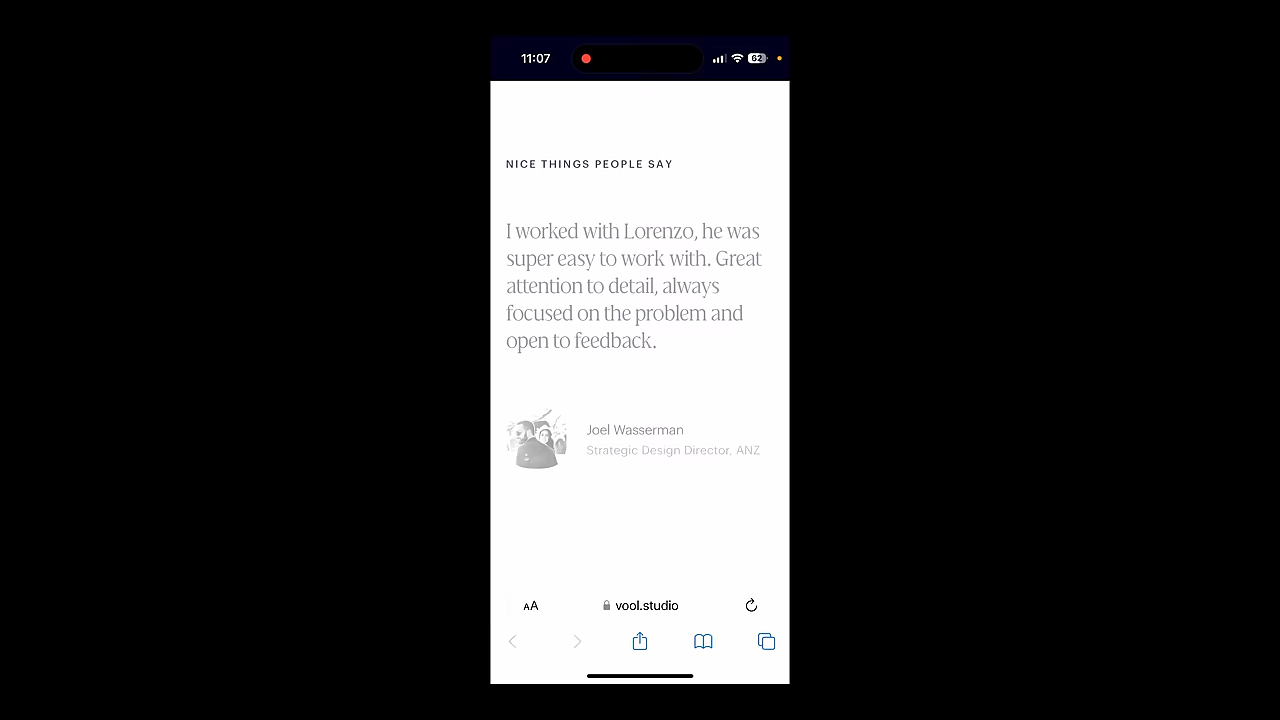 11:07
62
NICE THINGS PEOPLE SAY
I worked with Lorenzo, he was
super easy to work with. Great
attention to detail, always
focused on the problem and
open to feedback.
Joel Wasserman
Strategic Design Director, ANZ
AA
vool.studio